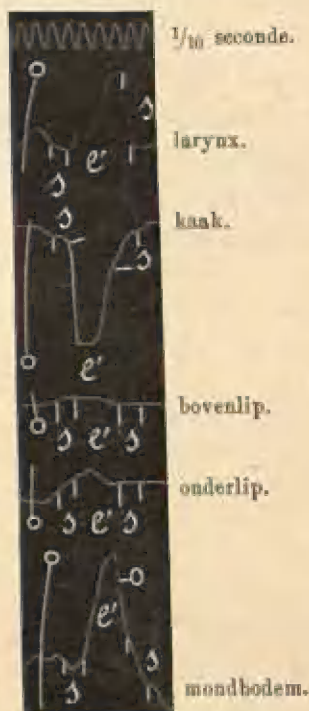 1/10 seconde.
s
larynx.
e'
s
s
kaak.
s
e'
bovenlip.
s e' s
onderlip.
s e' s
e'
s
s
mondbodem.